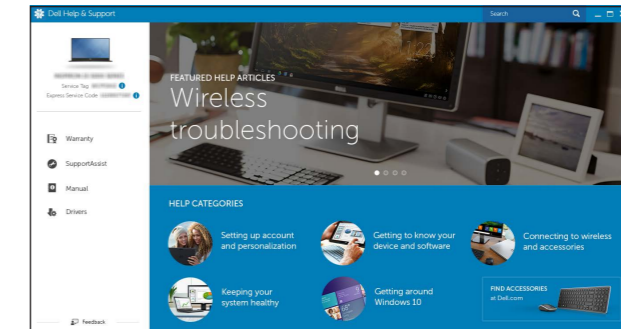 Dell Help & Support
Search
Service Tag:
Express Service Code:
Warranty
SupportAssist
Manual
Drivers
Feedback
FEATURED HELP ARTICLES
Wireless
troubleshooting
HELP CATEGORIES
Setting up account
and personalization
Getting to know your
device and software
Connecting to wireless
and accessories
Keeping your
system healthy
Getting around
Windows 10
FIND ACCESSORIES
at Dell.com